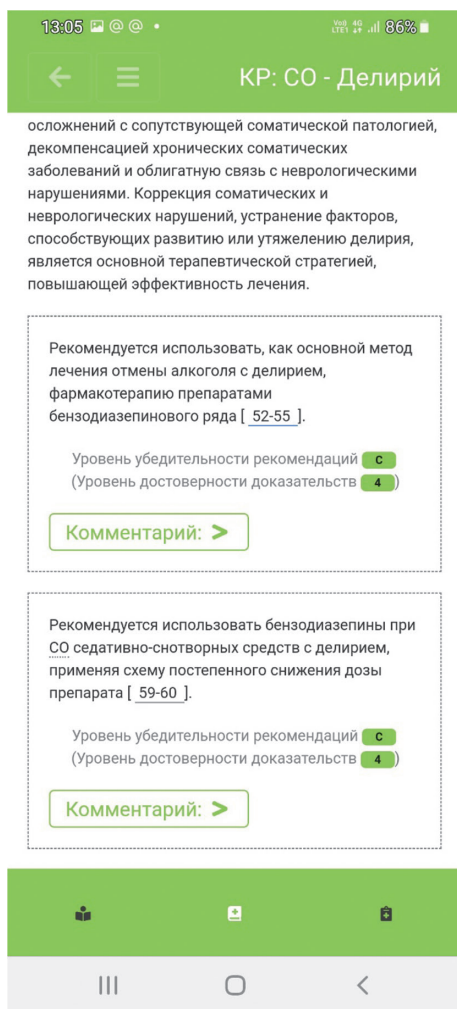 13:05 @ @ •
Vo)) 4G
LTE1 86%
КР: СО - Делирий
осложнений с сопутствующей соматической патологией,
декомпенсацией хронических соматических
заболеваний и облигатную связь с неврологическими
нарушениями. Коррекция соматических и
неврологических нарушений, устранение факторов,
способствующих развитию или утяжелению делирия,
является основной терапевтической стратегией,
повышающей эффективность лечения.
Рекомендуется использовать, как основной метод
лечения отмены алкоголя с делирием,
фармакотерапию препаратами
бензодиазепинового ряда [ 52-55 ].
Уровень убедительности рекомендаций C
(Уровень достоверности доказательств 4 )
Комментарий: >
Рекомендуется использовать бензодиазепины при
СО седативно-снотворных средств с делирием,
применяя схему постепенного снижения дозы
препарата [ 59-60 ].
Уровень убедительности рекомендаций C
(Уровень достоверности доказательств 4 )
Комментарий: >